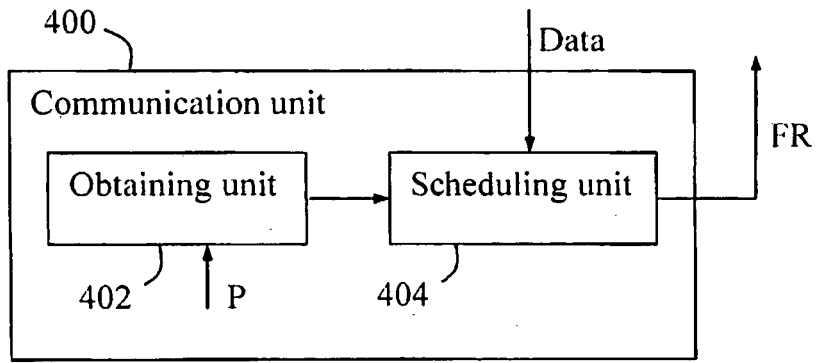 400
Data
Communication unit
FR
Obtaining unit
Scheduling unit
402
P
404